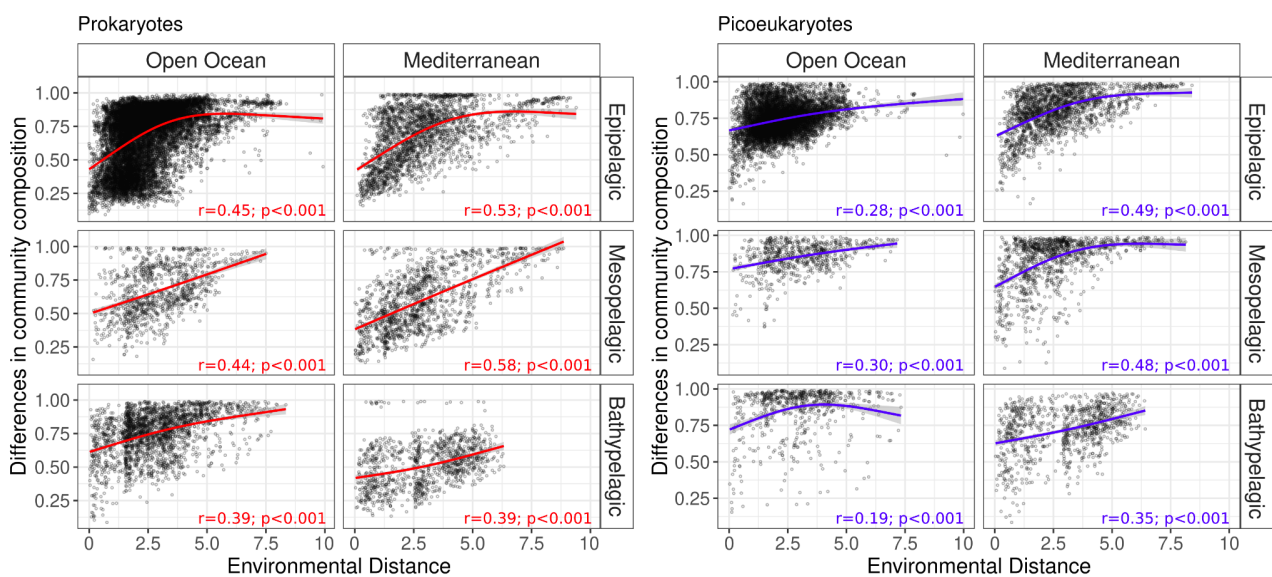 Prokaryotes
Open Ocean
Mediterranean
Differences in community composition
1.00
0.75
0.50
0.25
r=0.45; p<0.001
r=0.53; p<0.001
Epipelagic
1.00
0.75
0.50
0.25
r=0.44; p<0.001
r=0.58; p<0.001
Mesopelagic
1.00
0.75
0.50
0.25
r=0.39; p<0.001
r=0.39; p<0.001
Bathypelagic
0 2.5 5.0 7.5 10
0 2.5 5.0 7.5 10
Environmental Distance
Picoeukaryotes
Open Ocean
Mediterranean
Differences in community composition
1.00
0.75
0.50
0.25
r=0.28; p<0.001
r=0.49; p<0.001
Epipelagic
1.00
0.75
0.50
0.25
r=0.30; p<0.001
r=0.48; p<0.001
Mesopelagic
1.00
0.75
0.50
0.25
r=0.19; p<0.001
r=0.35; p<0.001
Bathypelagic
0 2.5 5.0 7.5 10
0 2.5 5.0 7.5 10
Environmental Distance